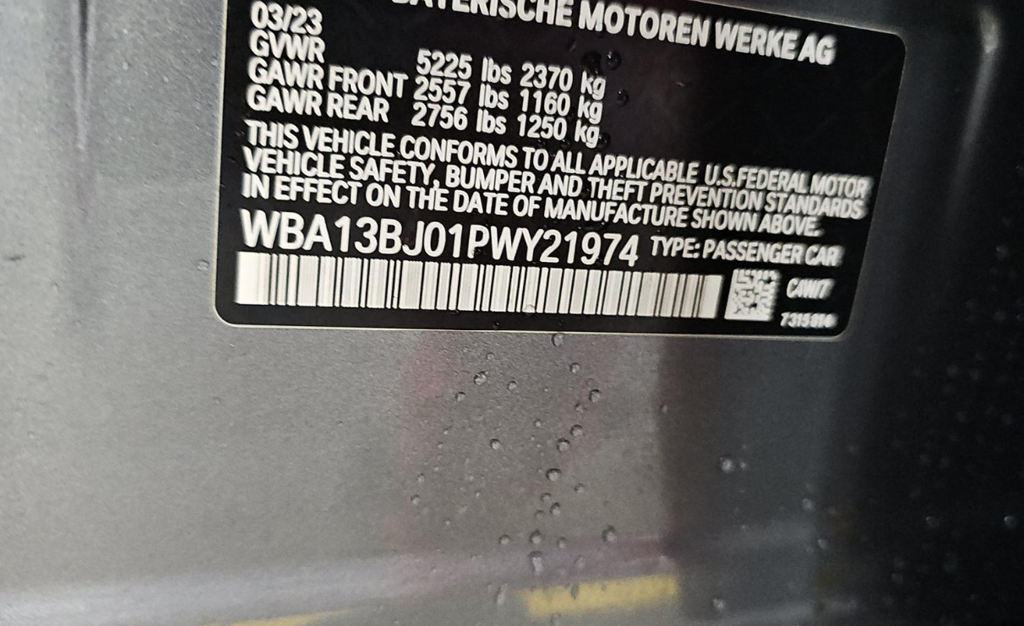 BAYERISCHE MOTOREN WERKE AG
03/23
GVWR 5225 lbs 2370 kg
GAWR FRONT 2557 lbs 1160 kg
GAWR REAR 2756 lbs 1250 kg
THIS VEHICLE CONFORMS TO ALL APPLICABLE U.S.FEDERAL MOTOR
VEHICLE SAFETY, BUMPER AND THEFT PREVENTION STANDARDS
IN EFFECT ON THE DATE OF MANUFACTURE SHOWN ABOVE.
WBA13BJ01PWY21974 TYPE: PASSENGER CAR